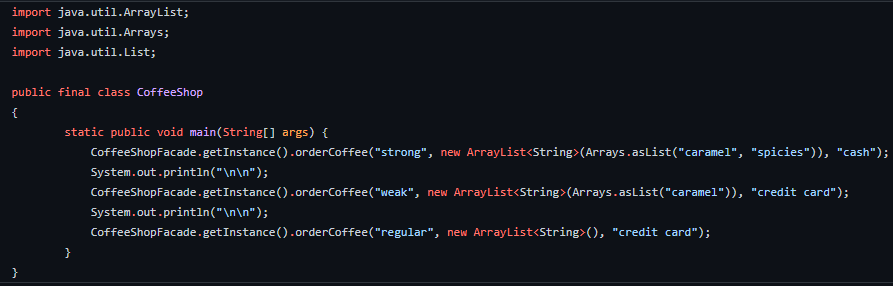 import java.util.ArrayList;
import java.util.Arrays;
import java.util.List;
public final class CoffeeShop
{
static public void main(String[] args) {
CoffeeShopFacade.getInstance().orderCoffee("strong", new ArrayList<String>(Arrays.asList("caramel", "spicies")), "cash");
System.out.println("\n\n");
CoffeeShopFacade.getInstance().orderCoffee("weak", new ArrayList<String>(Arrays.asList("caramel")), "credit card");
System.out.println("\n\n");
CoffeeShopFacade.getInstance().orderCoffee("regular", new ArrayList<String>(), "credit card");
}
}